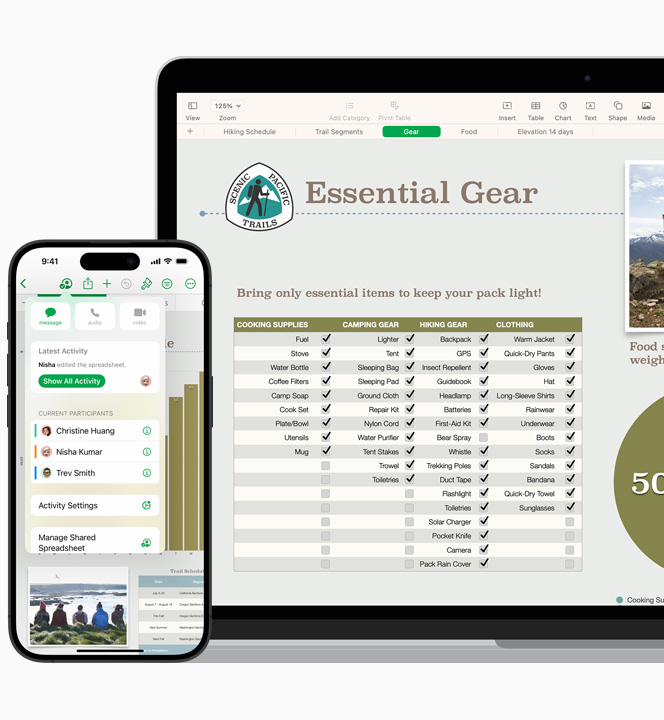 125%
View
Zoom
Add Category
Pivot Table
Insert
Table
Chart
Text
Shape
Media
Hiking Schedule
Trail Segments
Gear
Food
Elevation 14 days
SCENIC PACIFIC
TRAILS
Essential Gear
Bring only essential items to keep your pack light!
COOKING SUPPLIES CAMPING GEAR HIKING GEAR CLOTHING
Fuel Lighter Backpack Warm Jacket
Stove Tent GPS Quick-Dry Pants
Water Bottle Sleeping Bag Insect Repellent Gloves
Coffee Filters Sleeping Pad Guidebook Hat
Camp Soap Ground Cloth Headlamp Long-Sleeve Shirts
Cook Set Repair Kit Batteries Rainwear
Plate/Bowl Nylon Cord First-Aid Kit Underwear
Utensils Water Purifier Bear Spray Boots
Mug Tent Stakes Whistle Socks
Trowel Trekking Poles Sandals
Toiletries Duct Tape Bandana
Flashlight Quick-Dry Towel
Toiletries Sunglasses
Solar Charger
Pocket Knife
Camera
Pack Rain Cover
Food
weigh
50
Cooking Su
9:41
message
audio
video
Latest Activity
Nisha edited the spreadsheet.
Show All Activity
CURRENT PARTICIPANTS
Christine Huang
Nisha Kumar
Trev Smith
Activity Settings
Manage Shared
Spreadsheet
Trail Schedule